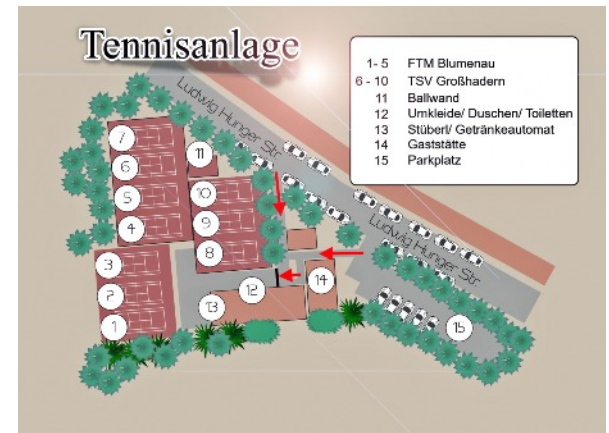 Tennisanlage
1- 5 FTM Blumenau
6 - 10 TSV Großhadern
11 Ballwand
12 Umkleide/ Duschen/ Toiletten
13 Stüberl/ Getränkeautomat
14 Gaststätte
15 Parkplatz
Ludwig Hunger Str
Ludwig Hunger Str
7
6
5
4
11
10
9
8
3
2
1
12
13
14
15